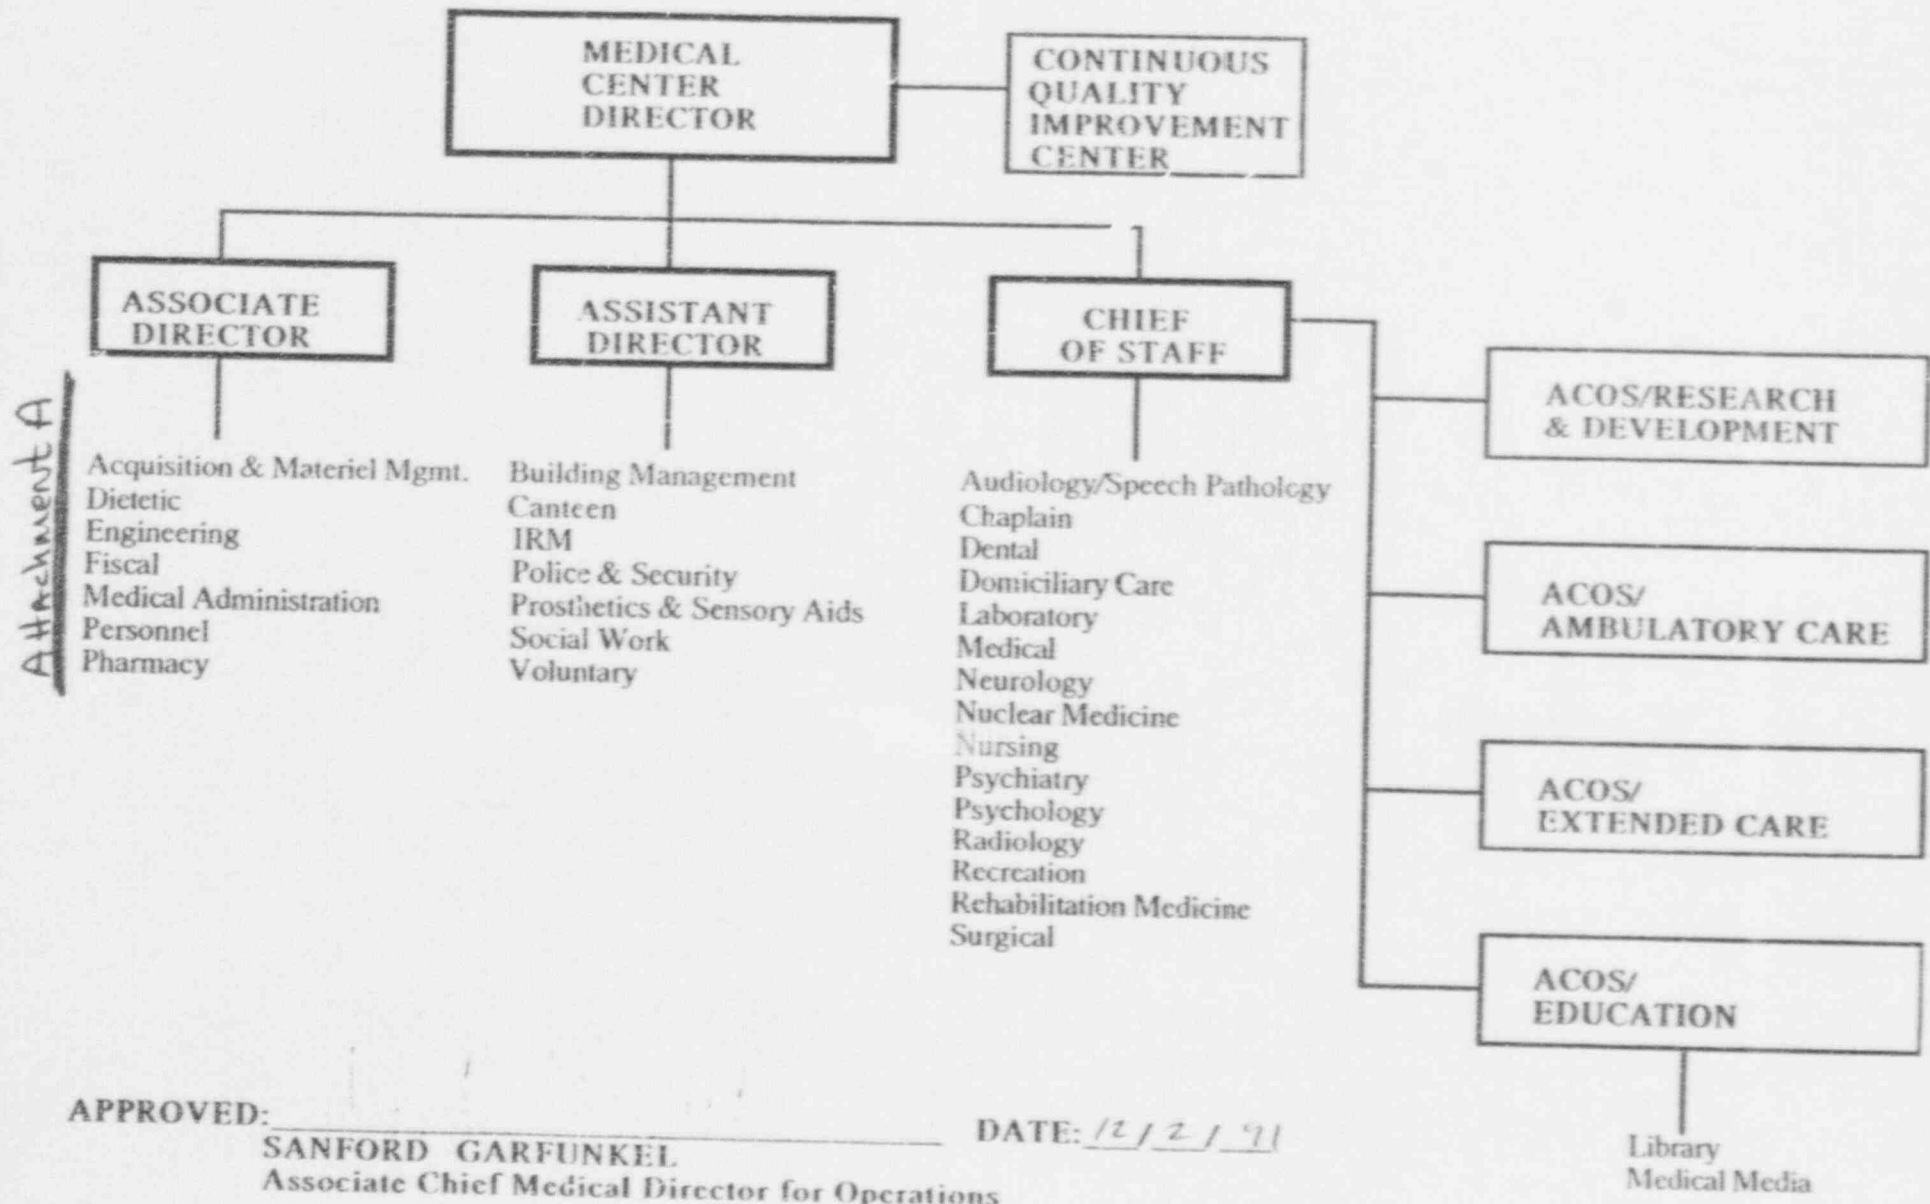 MEDICAL
CENTER
DIRECTOR
CONTINUOUS
QUALITY
IMPROVEMENT
CENTER
ASSOCIATE
DIRECTOR
ASSISTANT
DIRECTOR
CHIEF
OF STAFF
Attachment A
Acquisition & Materiel Mgmt.
Dietetic
Engineering
Fiscal
Medical Administration
Personnel
Pharmacy
Building Management
Canteen
IRM
Police & Security
Prosthetics & Sensory Aids
Social Work
Voluntary
Audiology/Speech Pathology
Chaplain
Dental
Domiciliary Care
Laboratory
Medical
Neurology
Nuclear Medicine
Nursing
Psychiatry
Psychology
Radiology
Recreation
Rehabilitation Medicine
Surgical
ACOS/RESEARCH
& DEVELOPMENT
ACOS/
AMBULATORY CARE
ACOS/
EXTENDED CARE
ACOS/
EDUCATION
Library
Medical Media
APPROVED: DATE: 12/2/91
SANFORD GARFUNKEL
Associate Chief Medical Director for Operations